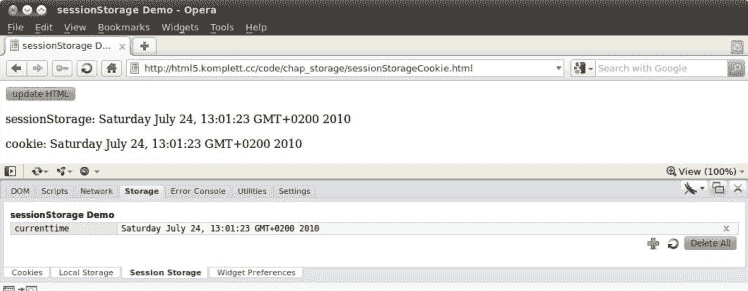 sessionStorage Demo - Opera
File Edit View Bookmarks Widgets Tools Help
sessionStorage D...
http://html5.komplett.cc/code/chap_storage/sessionStorageCookie.html
Search with Google
update HTML
sessionStorage: Saturday July 24, 13:01:23 GMT+0200 2010
cookie: Saturday July 24, 13:01:23 GMT+0200 2010
View (100%)
DOM Scripts Network Storage Error Console Utilities Settings
sessionStorage Demo
currenttime Saturday July 24, 13:01:23 GMT+0200 2010
Delete All
Cookies Local Storage Session Storage Widget Preferences